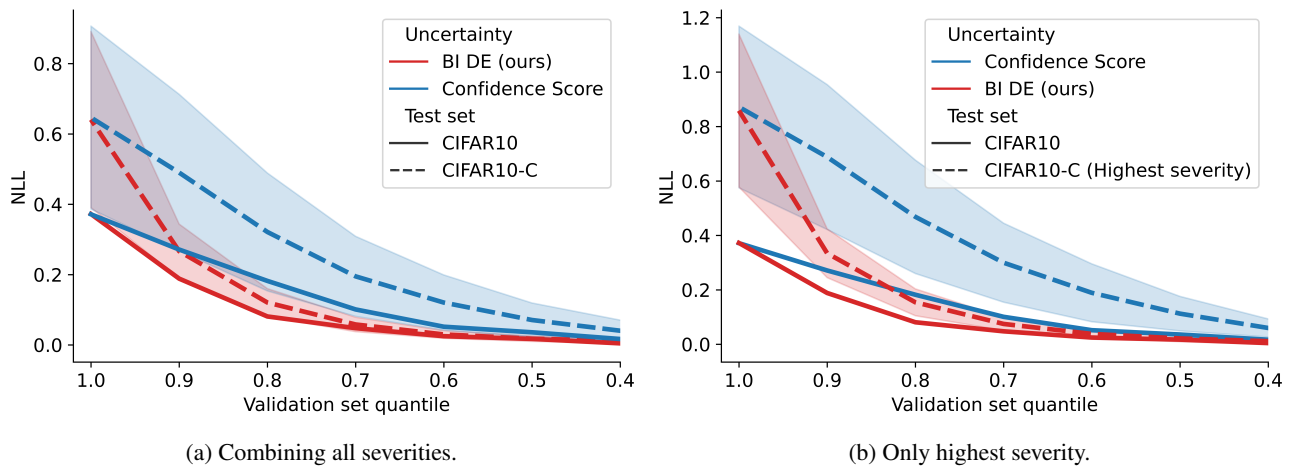 NLL
0.8
0.6
0.4
0.2
0.0
1.0 0.9 0.8 0.7 0.6 0.5 0.4
Validation set quantile
Uncertainty
BI DE (ours)
Confidence Score
Test set
CIFAR10
CIFAR10-C
(a) Combining all severities.
NLL
1.2
1.0
0.8
0.6
0.4
0.2
0.0
1.0 0.9 0.8 0.7 0.6 0.5 0.4
Validation set quantile
Uncertainty
Confidence Score
BI DE (ours)
Test set
CIFAR10
CIFAR10-C (Highest severity)
(b) Only highest severity.